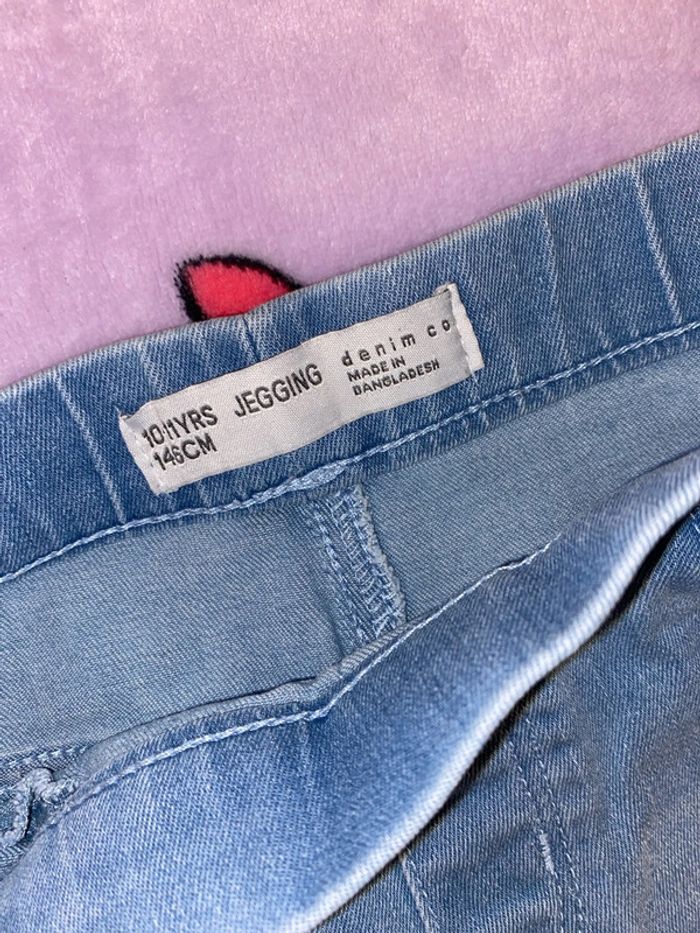 10/11YRS
146CM
JEGGING
denim co
MADE IN
BANGLADESH